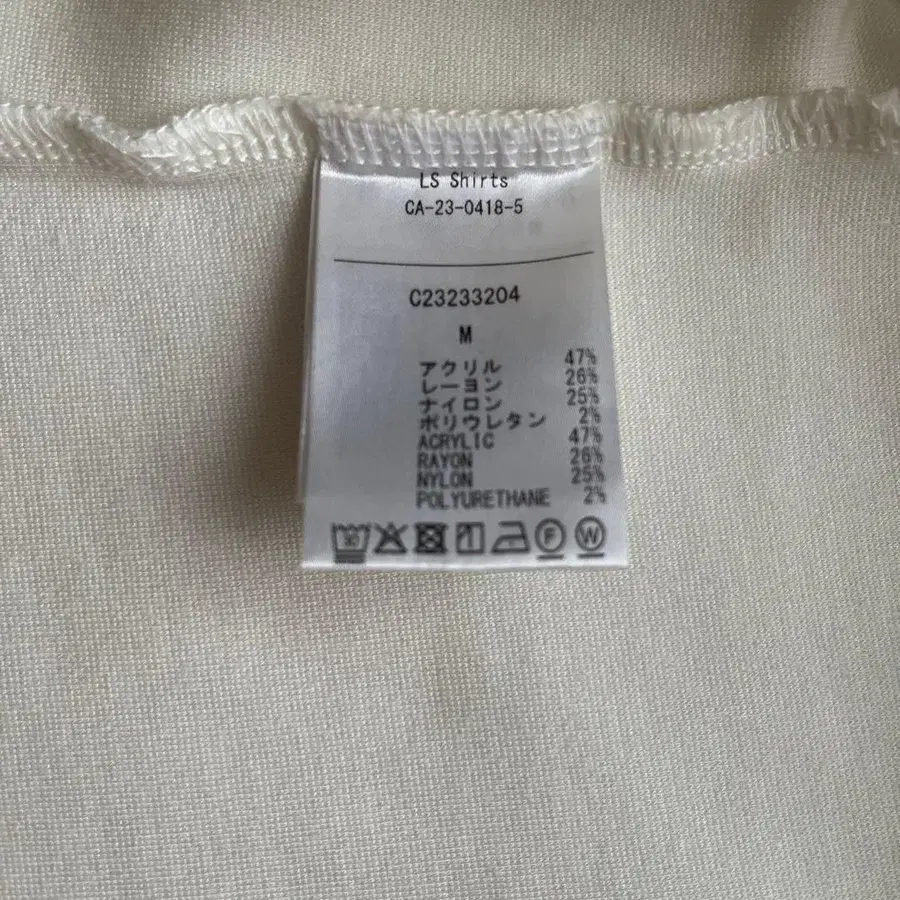 LS Shirts
CA-23-0418-5
C23233204
M
アクリル 47%
レーヨン 26%
ナイロン 25%
ポリウレタン 2%
ACRYLIC 47%
RAYON 26%
NYLON 25%
POLYURETHANE 2%
F W